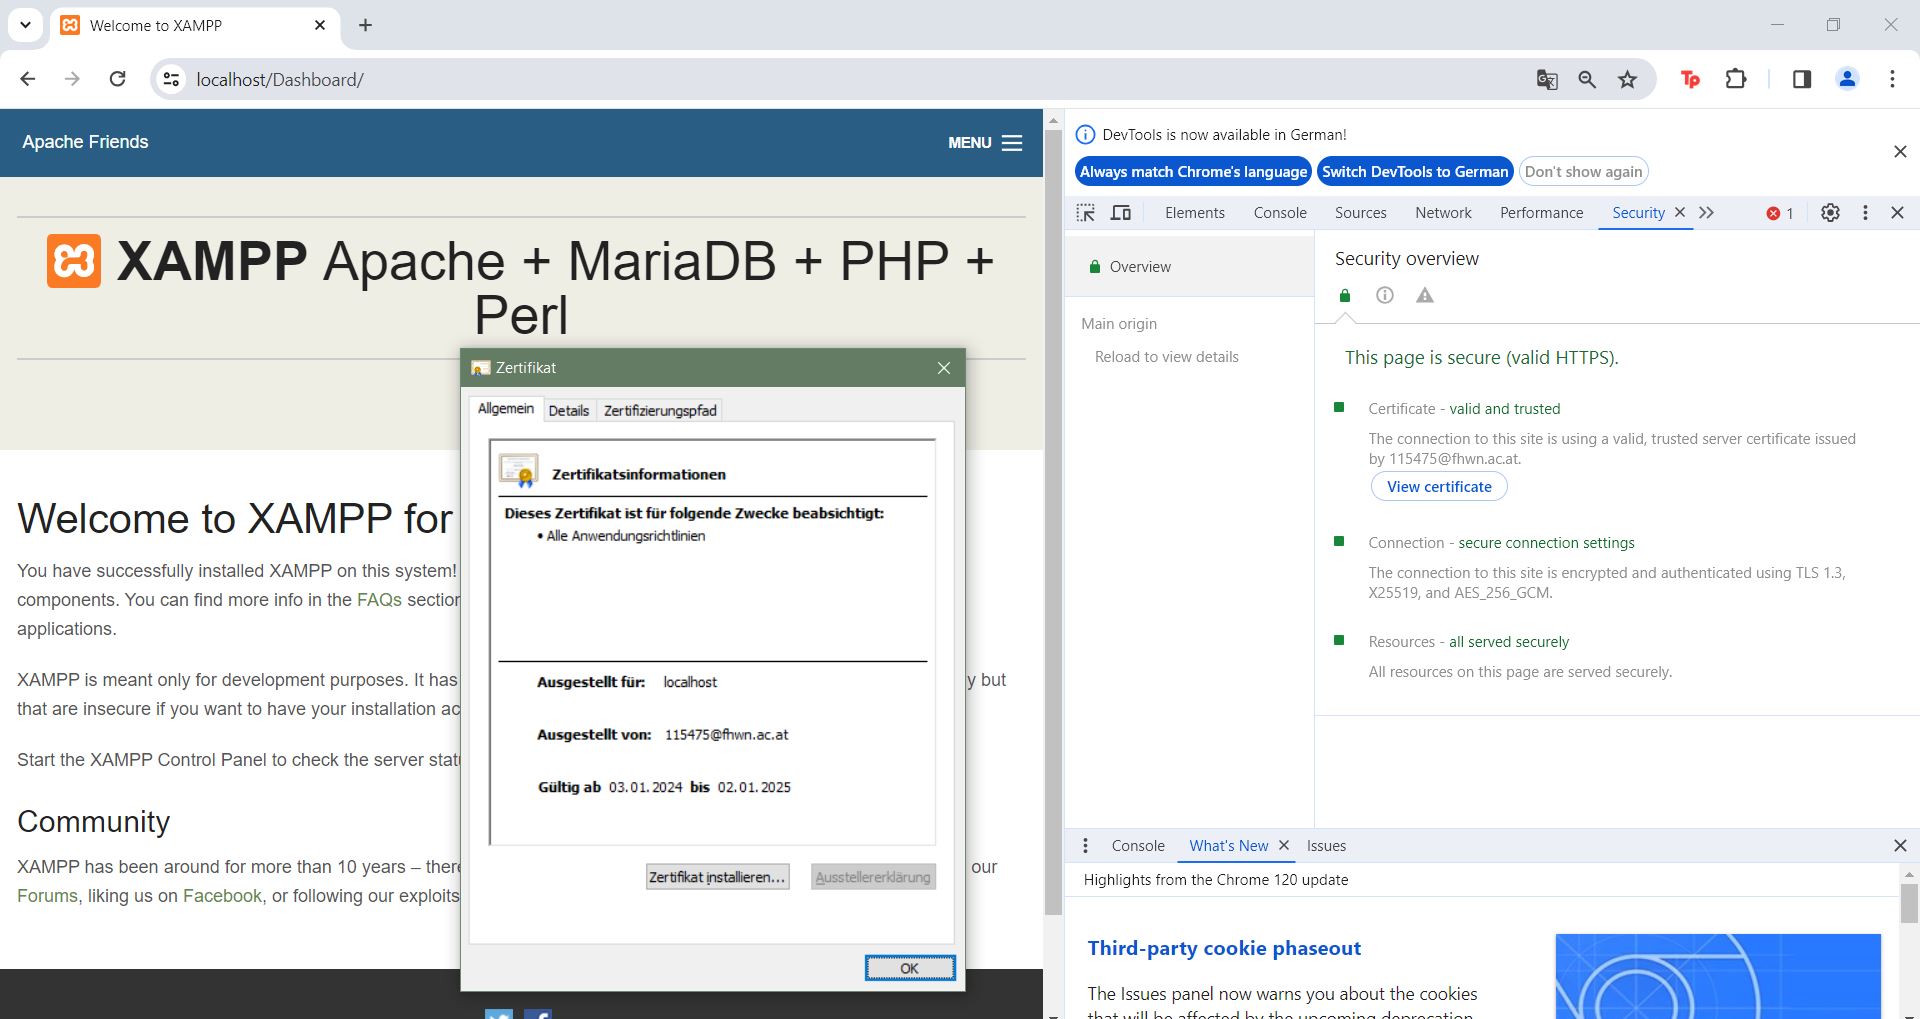 Welcome to XAMPP
localhost/Dashboard/
Tp
Apache Friends
MENU
XAMPP Apache + MariaDB + PHP +
Perl
Welcome to XAMPP for
You have successfully installed XAMPP on this system!
components. You can find more info in the FAQs section
applications.
XAMPP is meant only for development purposes. It has
y but
that are insecure if you want to have your installation ac
Start the XAMPP Control Panel to check the server stat
Community
XAMPP has been around for more than 10 years – there
our
Forums, liking us on Facebook, or following our exploits
Zertifikat
Allgemein
Details
Zertifizierungspfad
Zertifikatsinformationen
Dieses Zertifikat ist für folgende Zwecke beabsichtigt:
• Alle Anwendungsrichtlinien
Ausgestellt für: localhost
Ausgestellt von: 115475@fhwn.ac.at
Gültig ab 03.01.2024 bis 02.01.2025
Zertifikat installieren...
Ausstellererklärung
OK
DevTools is now available in German!
Always match Chrome's language
Switch DevTools to German
Don't show again
Elements
Console
Sources
Network
Performance
Security
1
Overview
Main origin
Reload to view details
Security overview
This page is secure (valid HTTPS).
Certificate - valid and trusted
The connection to this site is using a valid, trusted server certificate issued
by 115475@fhwn.ac.at.
View certificate
Connection - secure connection settings
The connection to this site is encrypted and authenticated using TLS 1.3,
X25519, and AES_256_GCM.
Resources - all served securely
All resources on this page are served securely.
Console
What's New
Issues
Highlights from the Chrome 120 update
Third-party cookie phaseout
The Issues panel now warns you about the cookies
that will be affected by the upcoming deprecation